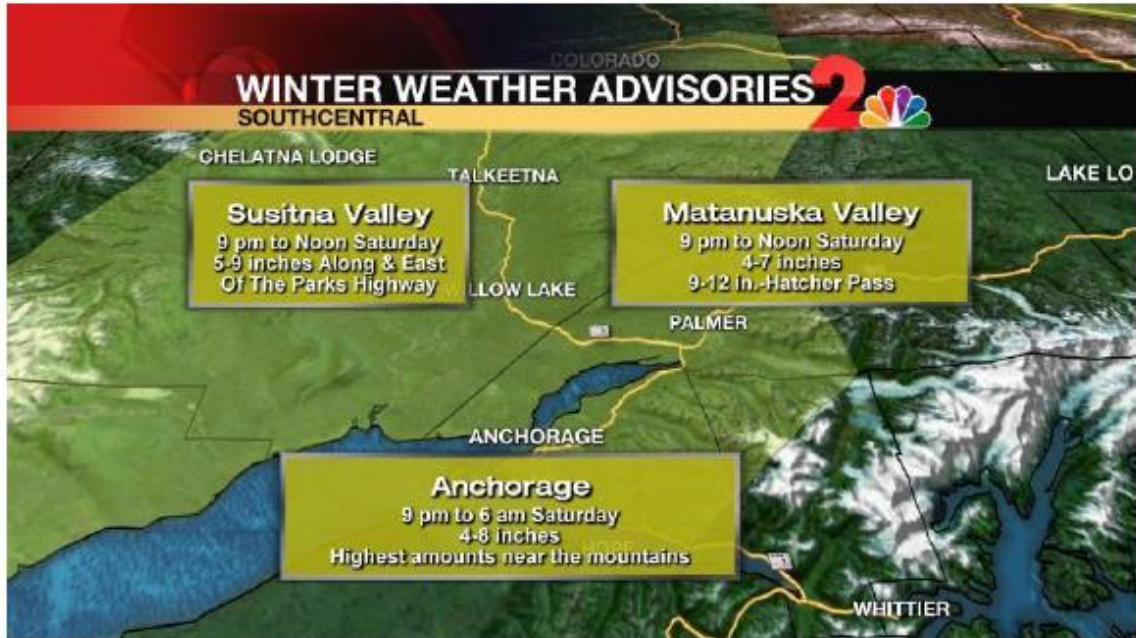 COLORADO
WINTER WEATHER ADVISORIES 2
SOUTHCENTRAL
CHELATNA LODGE
TALKEETNA
LAKE LO
Susitna Valley
9 pm to Noon Saturday
5-9 inches Along & East
Of The Parks Highway
Matanuska Valley
9 pm to Noon Saturday
4-7 inches
9-12 in.-Hatcher Pass
LLOW LAKE
PALMER
ANCHORAGE
Anchorage
9 pm to 6 am Saturday
4-8 inches
Highest amounts near the mountains
HOPE
WHITTIER